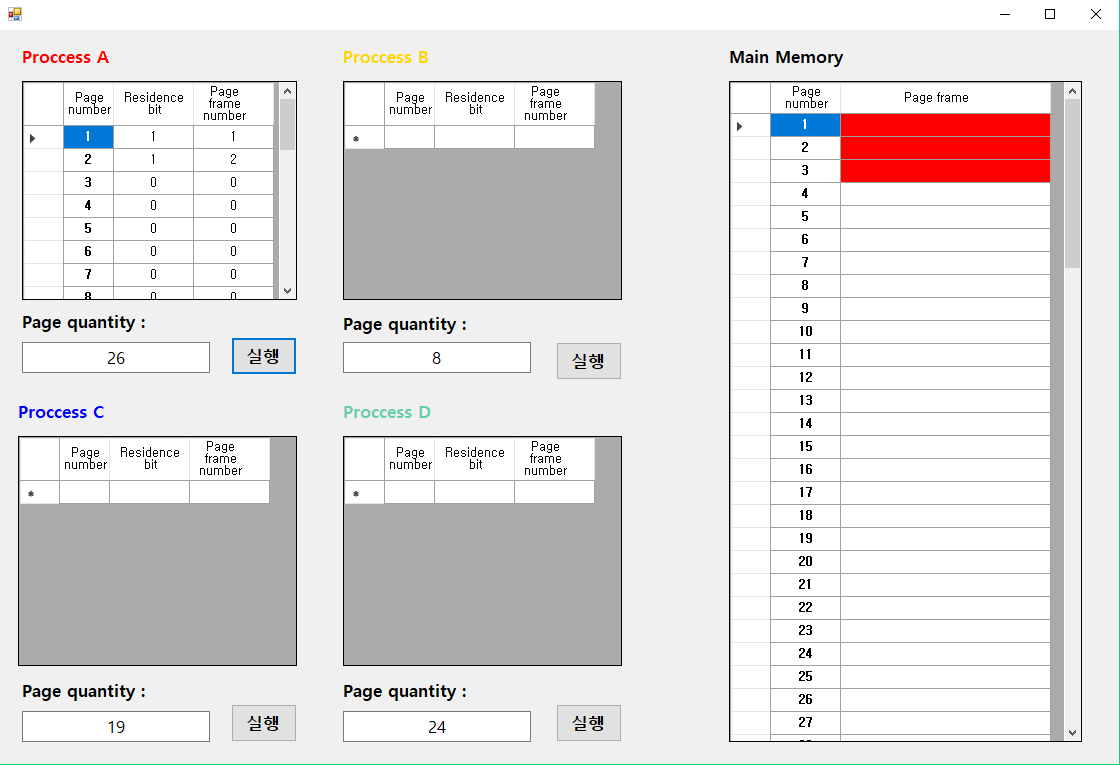 Proccess A
Page number Residence bit Page frame number
1 1 1
2 1 2
3 0 0
4 0 0
5 0 0
6 0 0
7 0 0
8 0 0
Page quantity :
26 실행
Proccess B
Page number Residence bit Page frame number
Page quantity :
8 실행
Proccess C
Page number Residence bit Page frame number
Page quantity :
19 실행
Proccess D
Page number Residence bit Page frame number
Page quantity :
24 실행
Main Memory
Page number Page frame
1
2
3
4
5
6
7
8
9
10
11
12
13
14
15
16
17
18
19
20
21
22
23
24
25
26
27